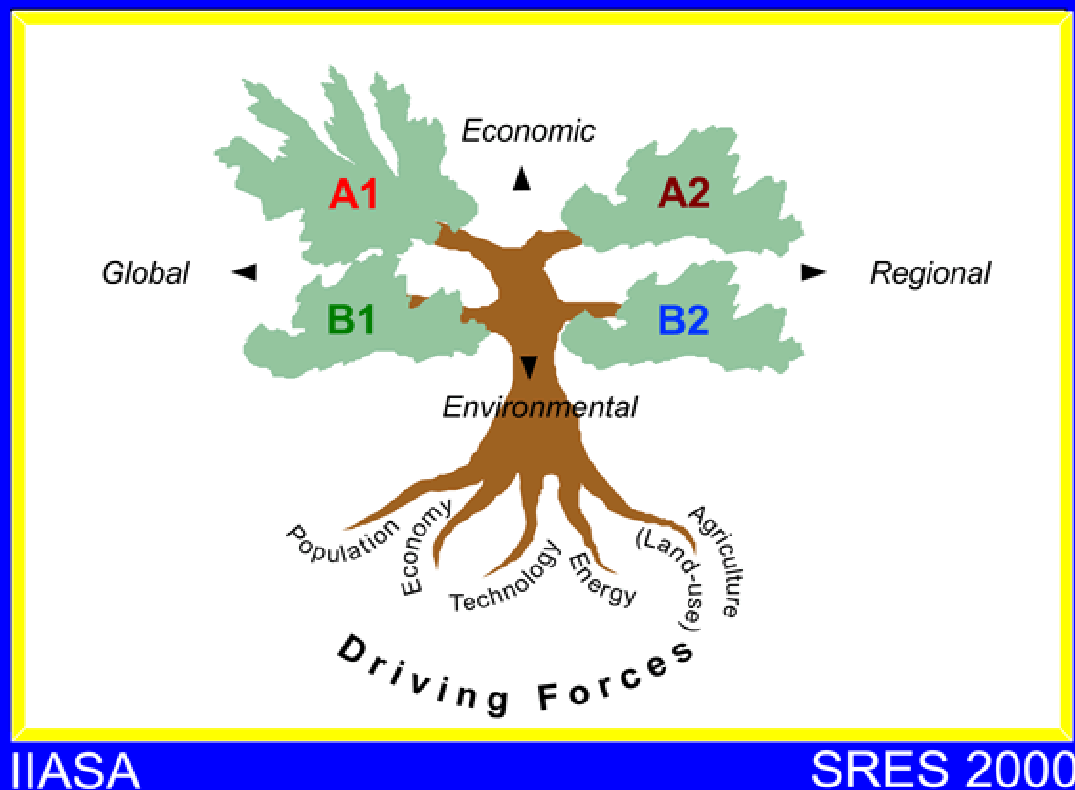 Economic
A1
A2
Global
Regional
B1
B2
Environmental
Population
Economy
Technology
Energy
Agriculture
(Land-use)
Driving Forces
IIASA
SRES 2000